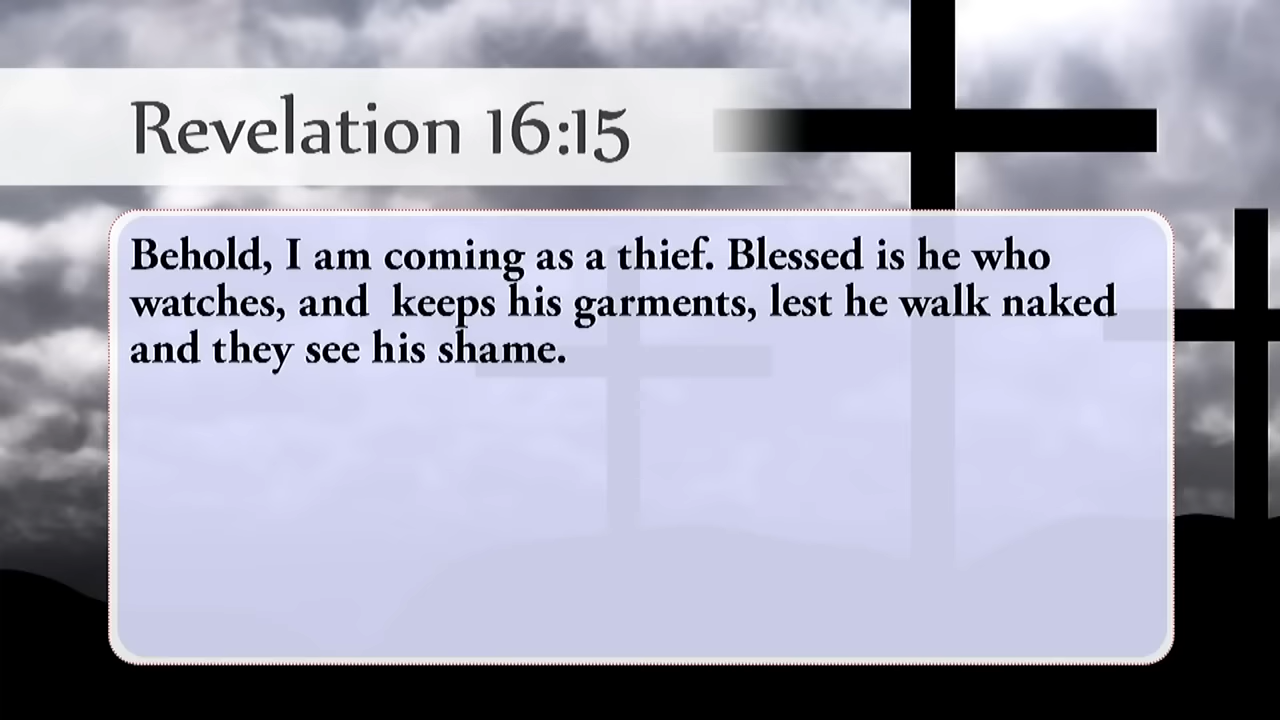 Revelation 16:15
Behold, I am coming as a thief. Blessed is he who
watches, and  keeps his garments, lest he walk naked
and they see his shame.